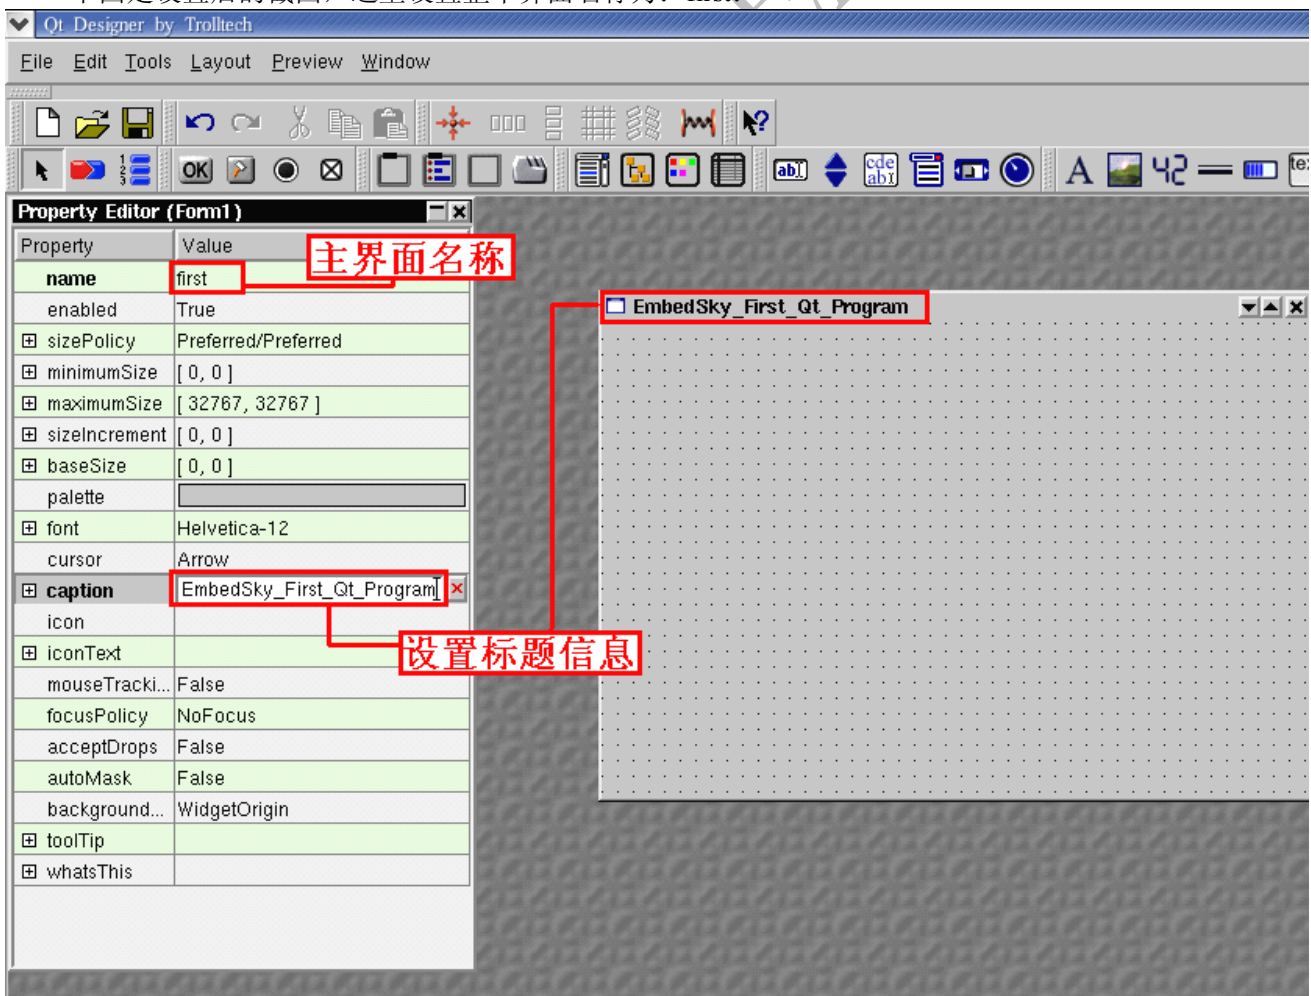 Qt Designer by Trolltech
File Edit Tools Layout Preview Window
Property Editor (Form1)
Property Value
主界面名称
name first
enabled True
sizePolicy Preferred/Preferred
minimumSize [ 0, 0 ]
maximumSize [ 32767, 32767 ]
sizeIncrement [ 0, 0 ]
baseSize [ 0, 0 ]
palette
font Helvetica-12
cursor Arrow
caption EmbedSky_First_Qt_Program
icon
iconText
设置标题信息
mouseTracki... False
focusPolicy NoFocus
acceptDrops False
autoMask False
background... WidgetOrigin
toolTip
whatsThis
EmbedSky_First_Qt_Program